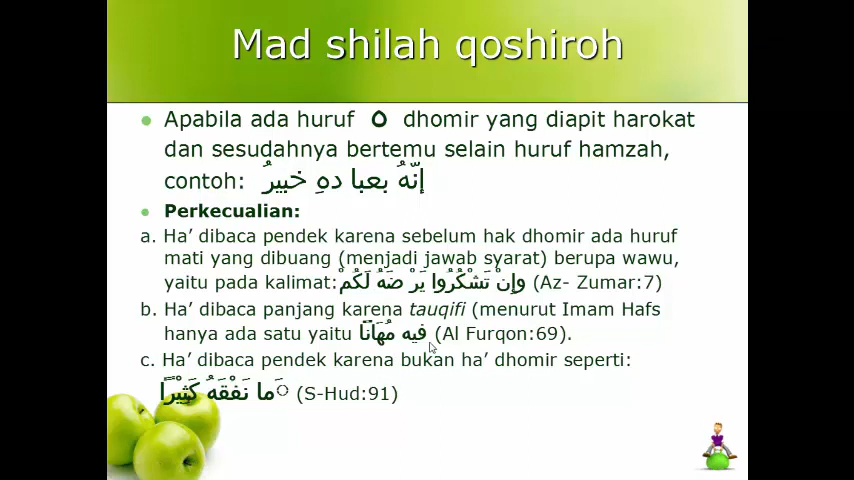 Mad shilah qoshiroh
• Apabila ada huruf ه dhomir yang diapit harokat
dan sesudahnya bertemu selain huruf hamzah,
contoh: إنّهُ بعبا دهِ خبيرُ
• Perkecualian:
a. Ha’ dibaca pendek karena sebelum hak dhomir ada huruf
mati yang dibuang (menjadi jawab syarat) berupa wawu,
yaitu pada kalimat:وَإِنْ تَشْكُرُوا يَرْ ضَهُ لَكُمْ (Az- Zumar:7)
b. Ha’ dibaca panjang karena tauqifi (menurut Imam Hafs
hanya ada satu yaitu فِيه مُهَانًا (Al Furqon:69).
c. Ha’ dibaca pendek karena bukan ha’ dhomir seperti:
َما نَفْقَهُ كَثِيْرًا (S-Hud:91)